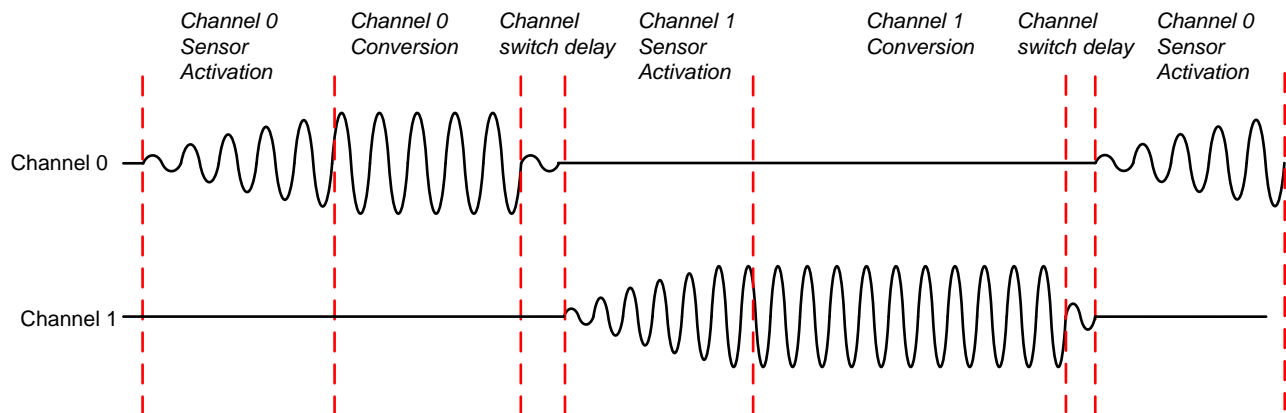 Channel 0
Sensor
Activation
Channel 0
Conversion
Channel
switch delay
Channel 1
Sensor
Activation
Channel 1
Conversion
Channel
switch delay
Channel 0
Sensor
Activation
Channel 0
Channel 1